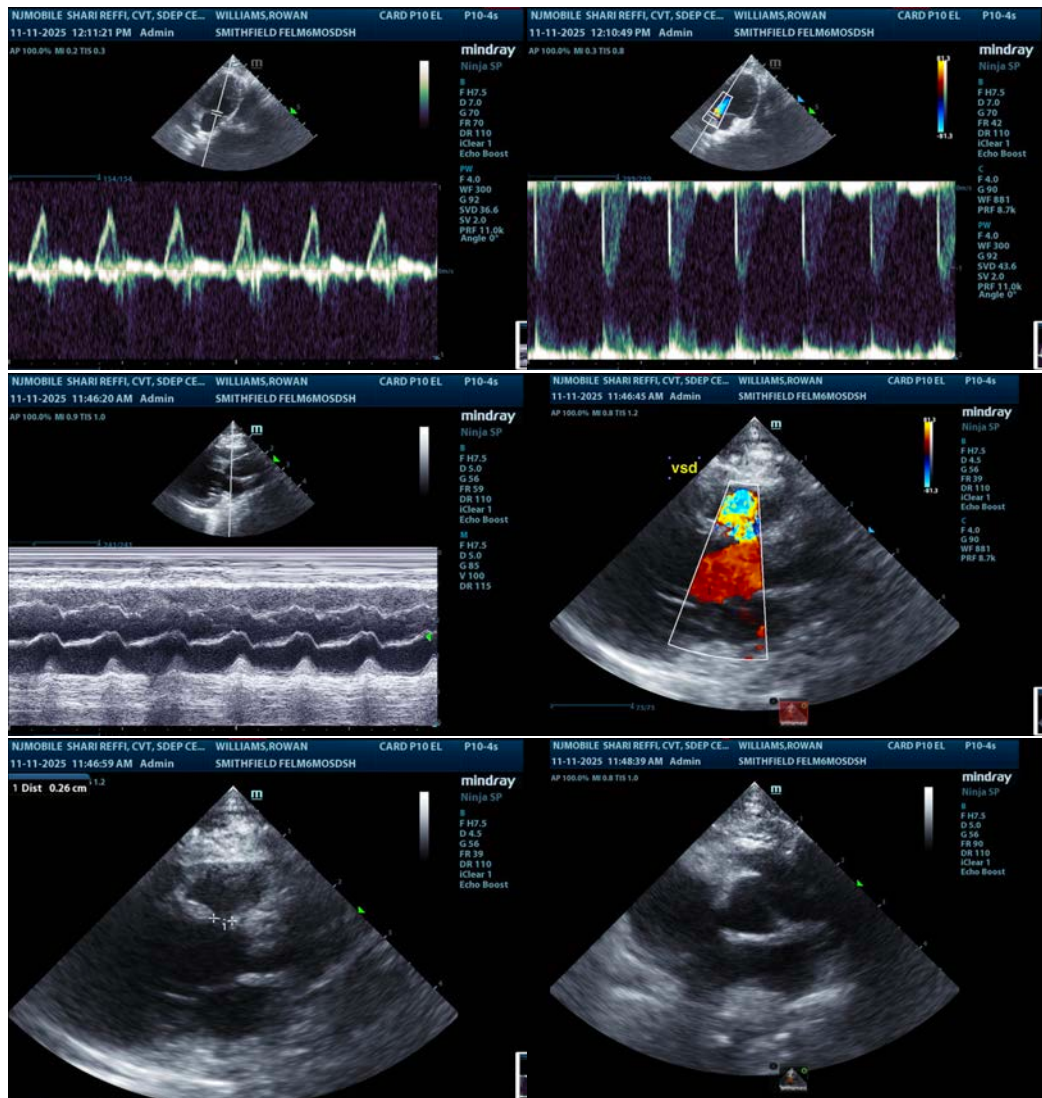 NJMOBILE SHARI REFFI, CVT, SDEP CE... WILLIAMS,ROWAN CARD P10 EL P10-4s
11-11-2025 12:11:21 PM Admin SMITHFIELD FELM6MOSDSH
AP 100.0% MI 0.2 TIS 0.3
m
mindray
Ninja SP
B
F H7.5
D 7.0
G 70
FR 70
DR 110
iClear 1
Echo Boost
PW
F 4.0
WF 300
G 92
SVD 36.6
SV 2.0
PRF 11.0k
Angle 0°
154/154
NJMOBILE SHARI REFFI, CVT, SDEP CE... WILLIAMS,ROWAN CARD P10 EL P10-4s
11-11-2025 12:10:49 PM Admin SMITHFIELD FELM6MOSDSH
AP 100.0% MI 0.3 TIS 0.8
m
mindray
Ninja SP
B
F H7.5
D 7.0
G 70
FR 42
DR 110
iClear 1
Echo Boost
C
F 4.0
G 90
WF 881
PRF 8.7k
PW
F 4.0
WF 300
G 92
SVD 43.6
SV 2.0
PRF 11.0k
Angle 0°
NJMOBILE SHARI REFFI, CVT, SDEP CE... WILLIAMS,ROWAN CARD P10 EL P10-4s
11-11-2025 11:46:20 AM Admin SMITHFIELD FELM6MOSDSH
AP 100.0% MI 0.9 TIS 1.0
m
mindray
Ninja SP
B
F H7.5
D 5.0
G 56
FR 59
DR 110
iClear 1
Echo Boost
M
F H7.5
D 5.0
G 85
V 100
DR 115
NJMOBILE SHARI REFFI, CVT, SDEP CE... WILLIAMS,ROWAN CARD P10 EL P10-4s
11-11-2025 11:46:45 AM Admin SMITHFIELD FELM6MOSDSH
AP 100.0% MI 0.8 TIS 1.2
m
vsd
mindray
Ninja SP
B
F H7.5
D 4.5
G 56
FR 39
DR 110
iClear 1
Echo Boost
C
F 4.0
G 90
WF 881
PRF 8.7k
73/73
NJMOBILE SHARI REFFI, CVT, SDEP CE... WILLIAMS,ROWAN CARD P10 EL P10-4s
11-11-2025 11:46:59 AM Admin SMITHFIELD FELM6MOSDSH
1 Dist 0.26 cm
1.2
m
mindray
Ninja SP
B
F H7.5
D 4.5
G 56
FR 39
DR 110
iClear 1
Echo Boost
1
NJMOBILE SHARI REFFI, CVT, SDEP CE... WILLIAMS,ROWAN CARD P10 EL P10-4s
11-11-2025 11:48:39 AM Admin SMITHFIELD FELM6MOSDSH
AP 100.0% MI 0.8 TIS 1.0
m
mindray
Ninja SP
B
F H7.5
D 5.0
G 56
FR 90
DR 110
iClear 1
Echo Boost